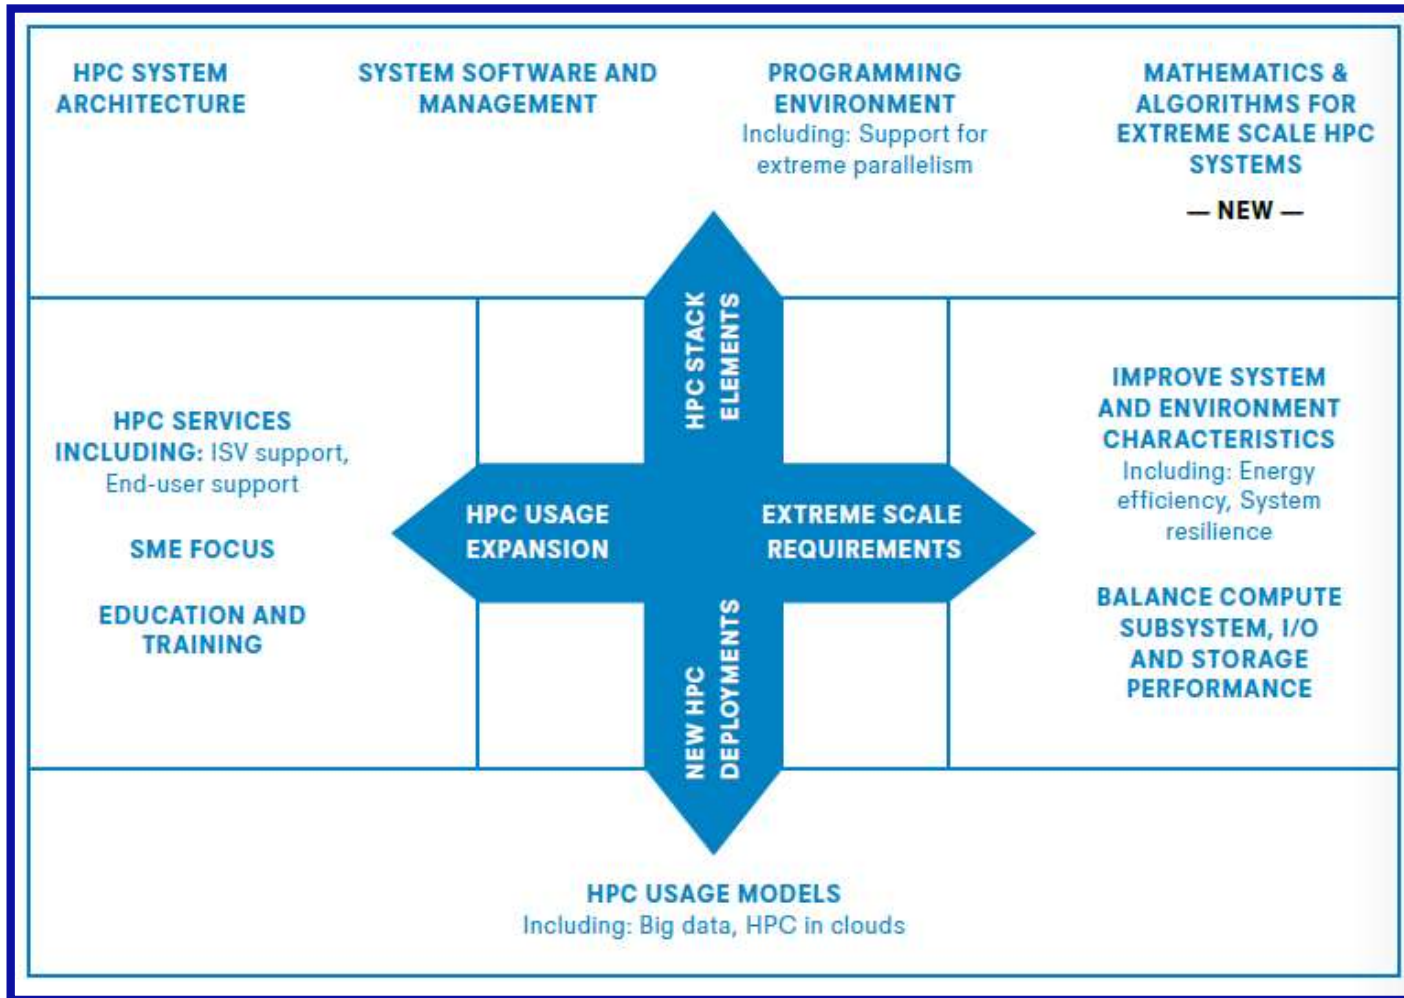 HPC SYSTEM
ARCHITECTURE
SYSTEM SOFTWARE AND
MANAGEMENT
PROGRAMMING
ENVIRONMENT
Including: Support for
extreme parallelism
MATHEMATICS &
ALGORITHMS FOR
EXTREME SCALE HPC
SYSTEMS
— NEW —
HPC STACK
ELEMENTS
HPC SERVICES
INCLUDING: ISV support,
End-user support
SME FOCUS
EDUCATION AND
TRAINING
HPC USAGE
EXPANSION
EXTREME SCALE
REQUIREMENTS
IMPROVE SYSTEM
AND ENVIRONMENT
CHARACTERISTICS
Including: Energy
efficiency, System
resilience
BALANCE COMPUTE
SUBSYSTEM, I/O
AND STORAGE
PERFORMANCE
NEW HPC
DEPLOYMENTS
HPC USAGE MODELS
Including: Big data, HPC in clouds